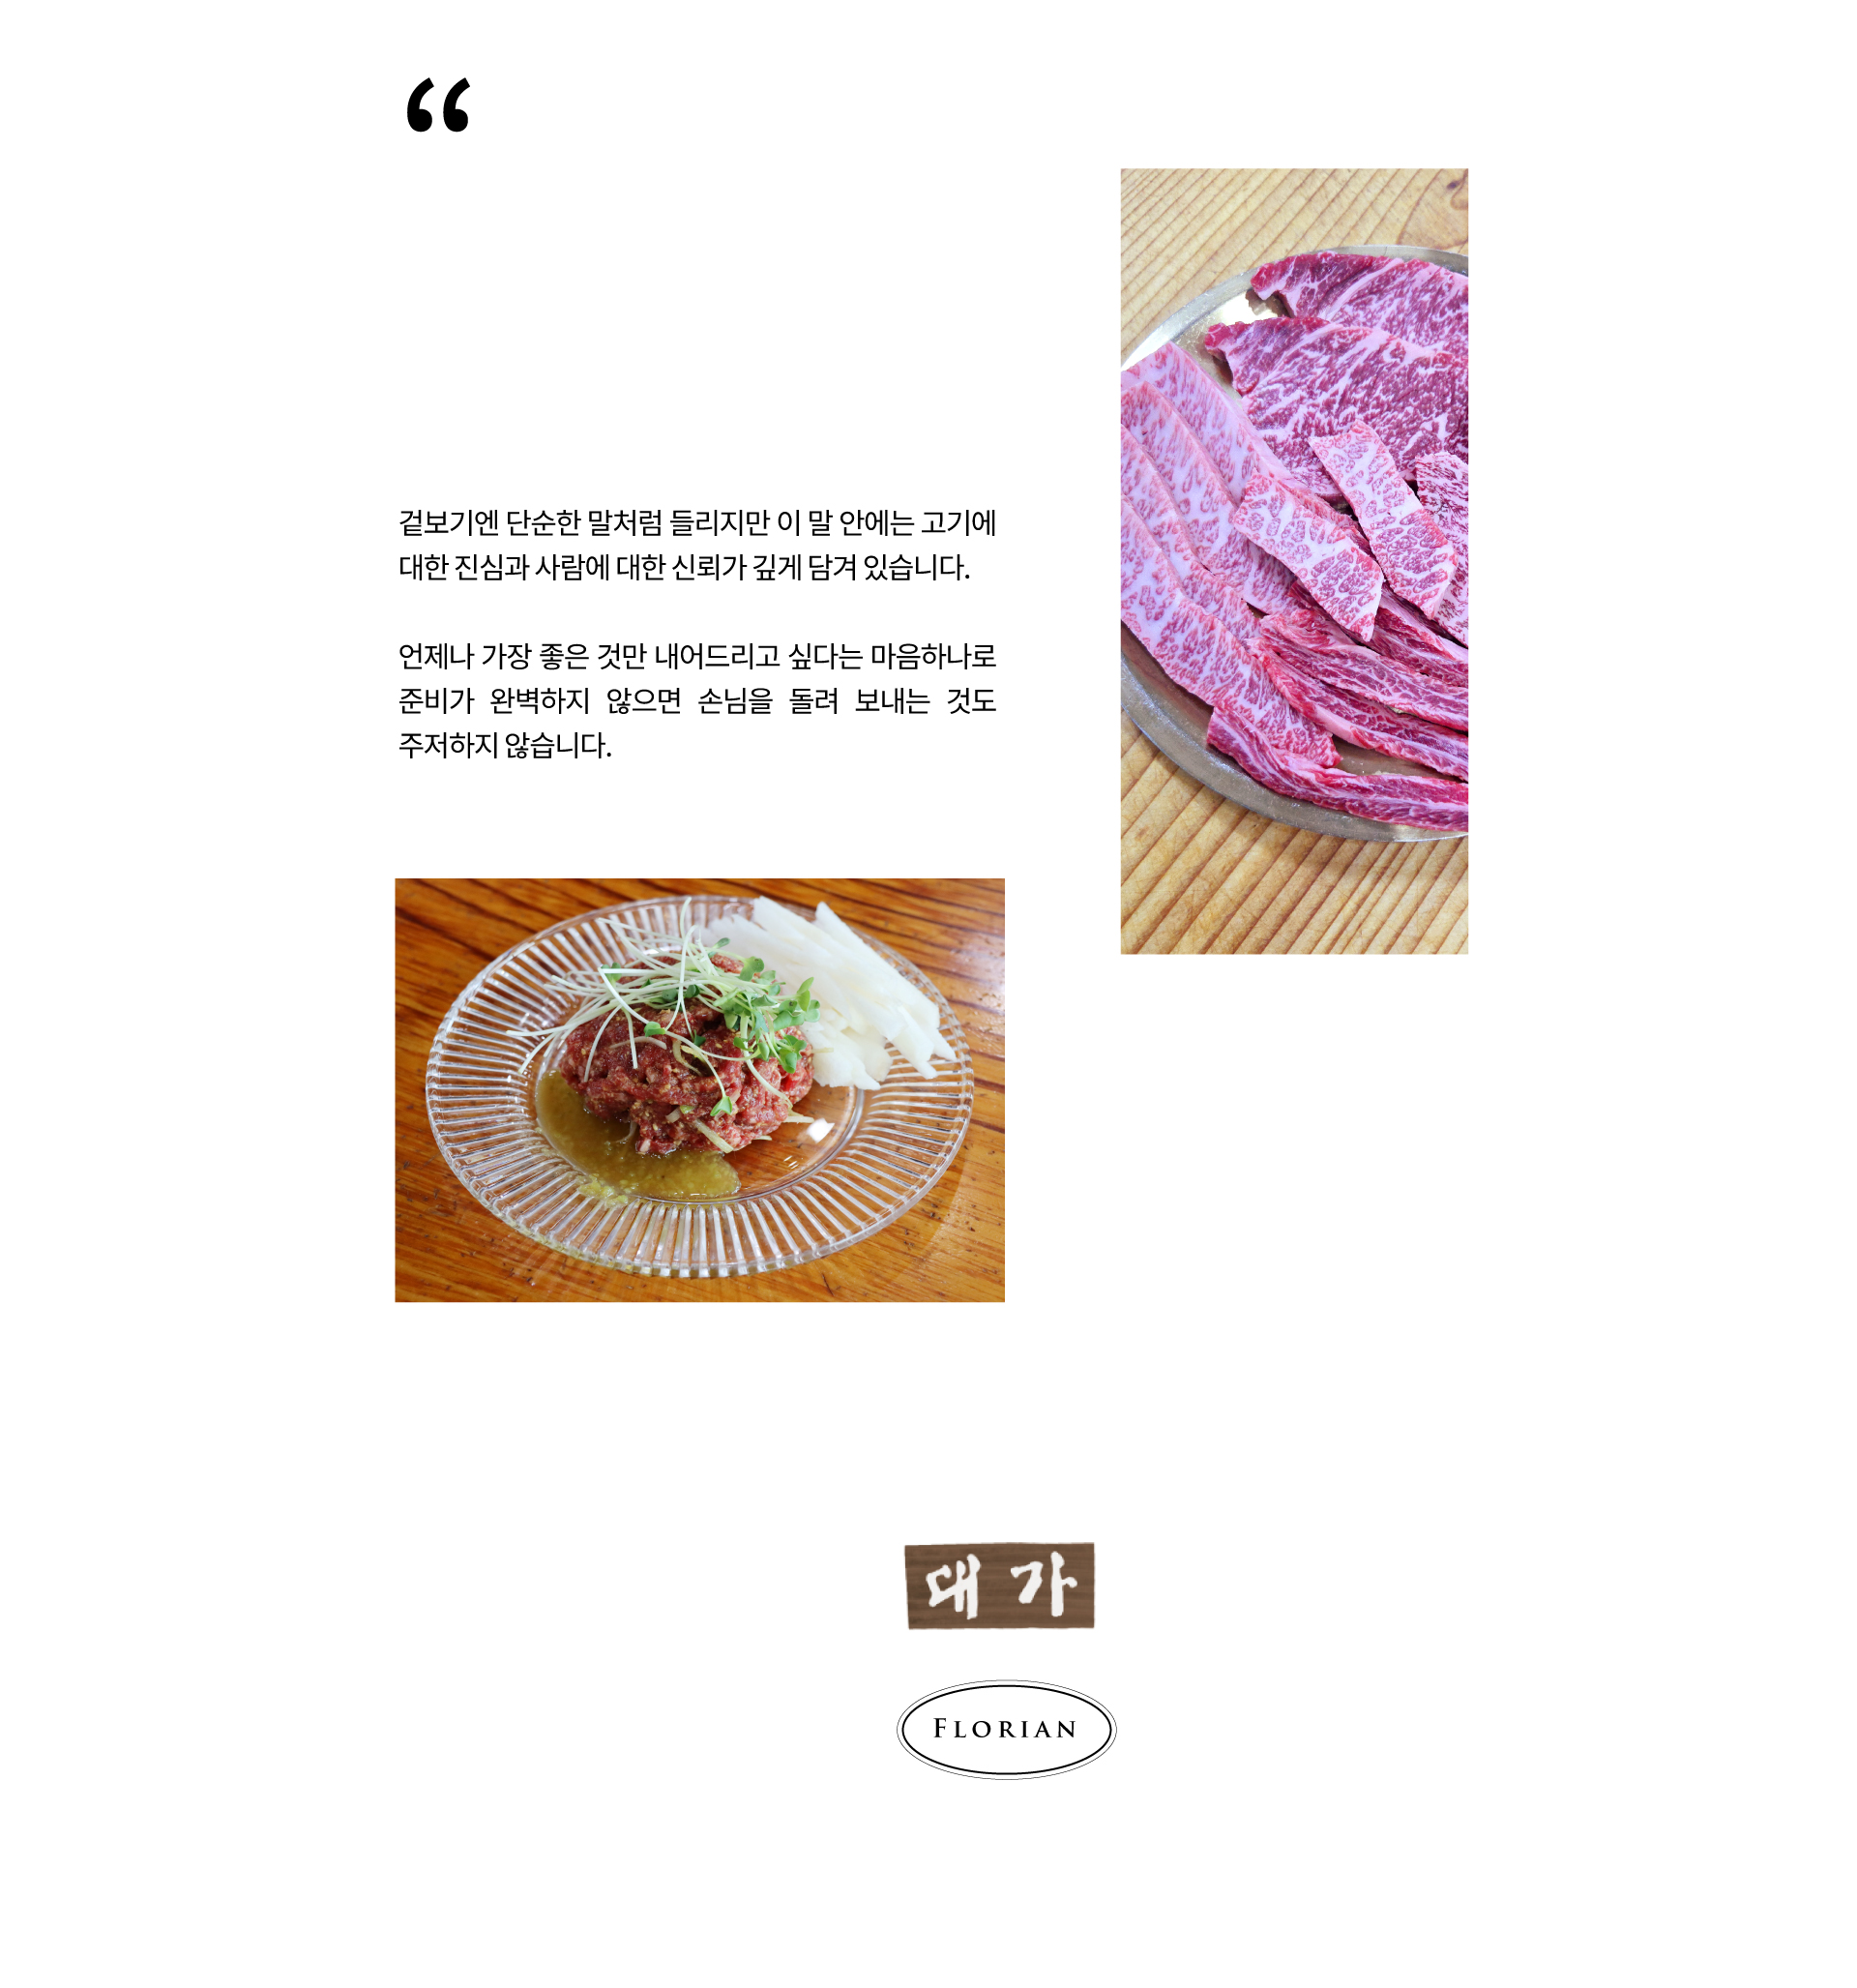 “
겉보기엔 단순한 말처럼 들리지만 이 말 안에는 고기에
대한 진심과 사람에 대한 신뢰가 깊게 담겨 있습니다.
언제나 가장 좋은 것만 내어드리고 싶다는 마음하나로
준비가 완벽하지 않으면 손님을 돌려 보내는 것도
주저하지 않습니다.
대가
FLORIAN